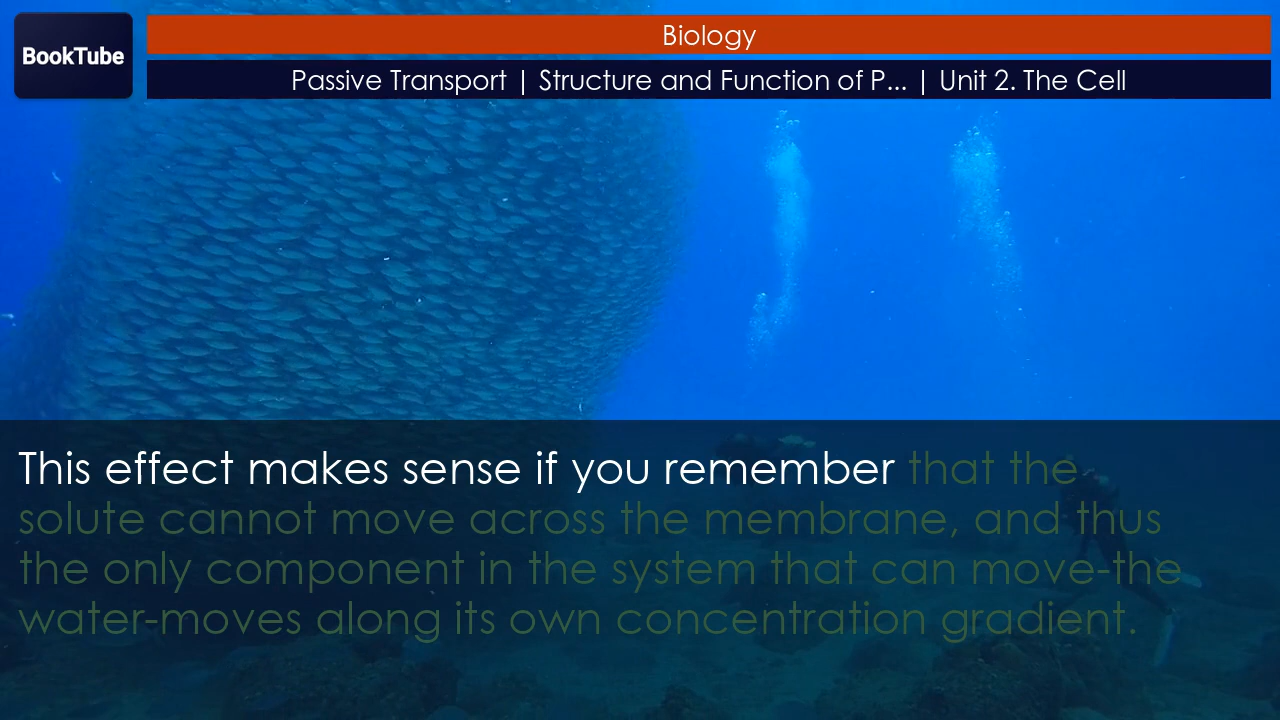 BookTube
Biology
Passive Transport | Structure and Function of P... | Unit 2. The Cell
This effect makes sense if you remember that the
solute cannot move across the membrane, and thus
the only component in the system that can move-the
water-moves along its own concentration gradient.